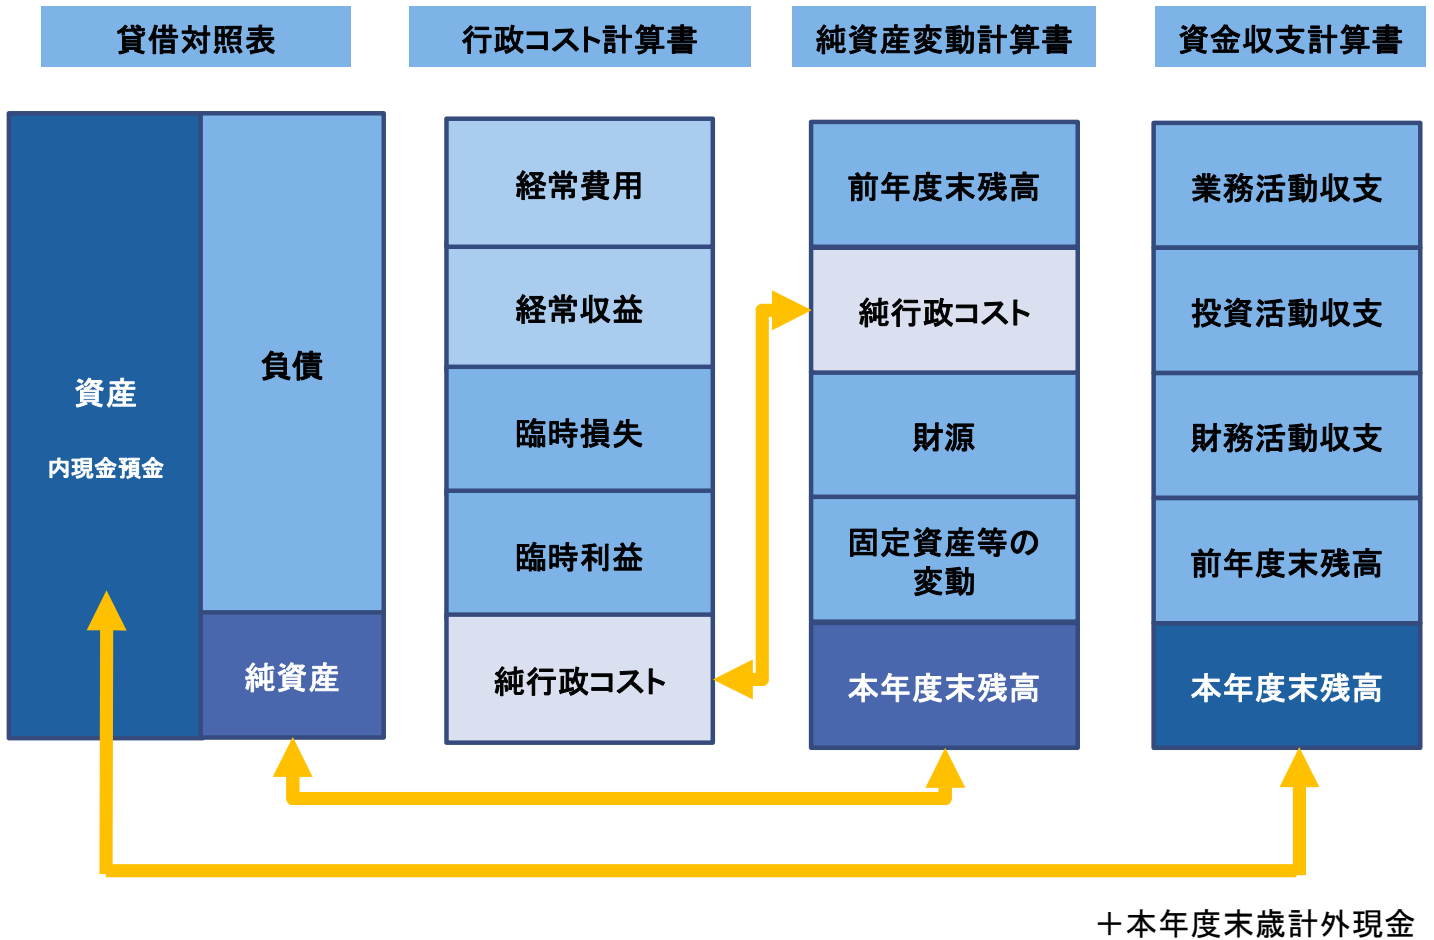 貸借対照表
行政コスト計算書
純資産変動計算書
資金収支計算書
資産
内現金預金
負債
純資産
経常費用
経常収益
臨時損失
臨時利益
純行政コスト
前年度末残高
純行政コスト
財源
固定資産等の
変動
本年度末残高
業務活動収支
投資活動収支
財務活動収支
前年度末残高
本年度末残高
＋本年度末歳計外現金